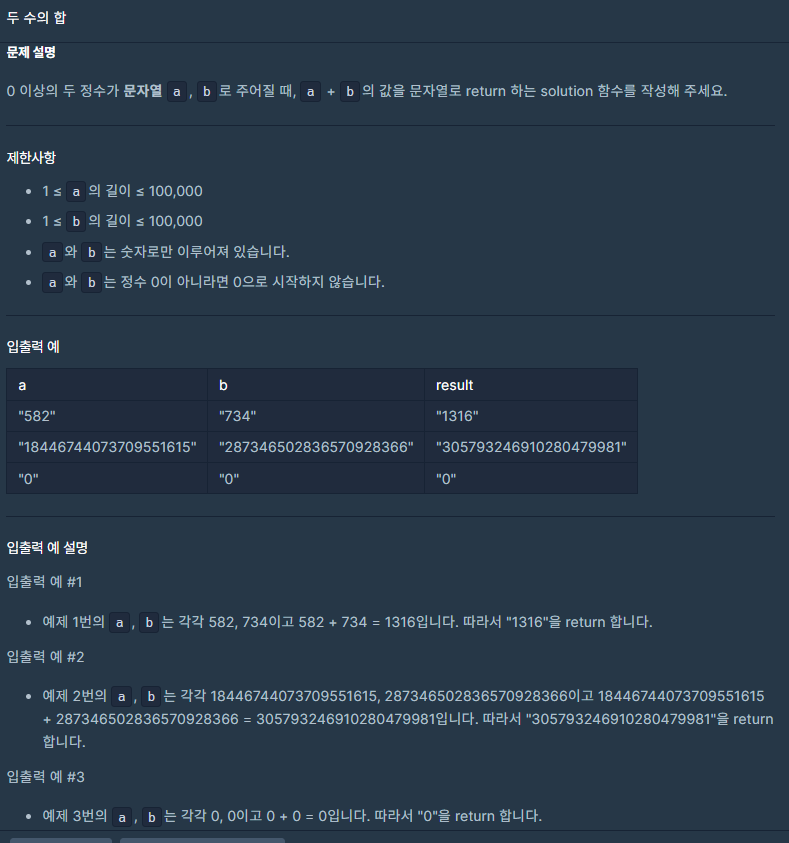 두 수의 합
문제 설명
0 이상의 두 정수가 문자열 a, b로 주어질 때, a + b의 값을 문자열로 return 하는 solution 함수를 작성해 주세요.
제한사항
• 1 ≤ a의 길이 ≤ 100,000
• 1 ≤ b의 길이 ≤ 100,000
• a와 b는 숫자로만 이루어져 있습니다.
• a와 b는 정수 0이 아니라면 0으로 시작하지 않습니다.
입출력 예
a b result
"582" "734" "1316"
"18446744073709551615" "287346502836570928366" "305793246910280479981"
"0" "0" "0"
입출력 예 설명
입출력 예 #1
• 예제 1번의 a, b는 각각 582, 734이고 582 + 734 = 1316입니다. 따라서 "1316"을 return 합니다.
입출력 예 #2
• 예제 2번의 a, b는 각각 18446744073709551615, 287346502836570928366이고 18446744073709551615
+ 287346502836570928366 = 305793246910280479981입니다. 따라서 "305793246910280479981"을 return
합니다.
입출력 예 #3
• 예제 3번의 a, b는 각각 0, 0이고 0 + 0 = 0입니다. 따라서 "0"을 return 합니다.